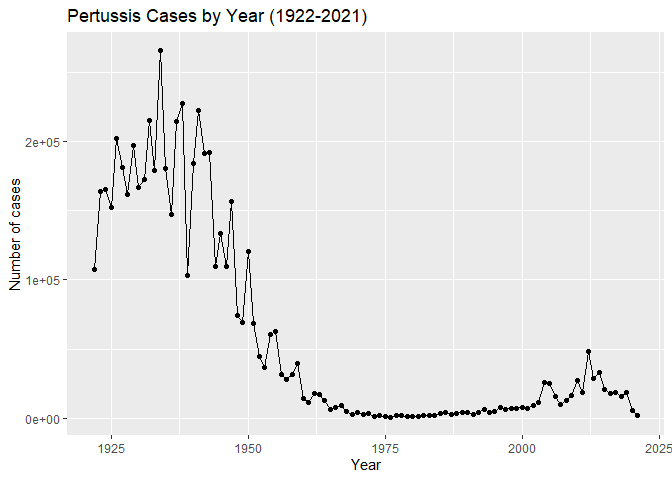 Pertussis Cases by Year (1922-2021)
Number of cases
2e+05
1e+05
0e+00
1925 1950 1975 2000 2025
Year